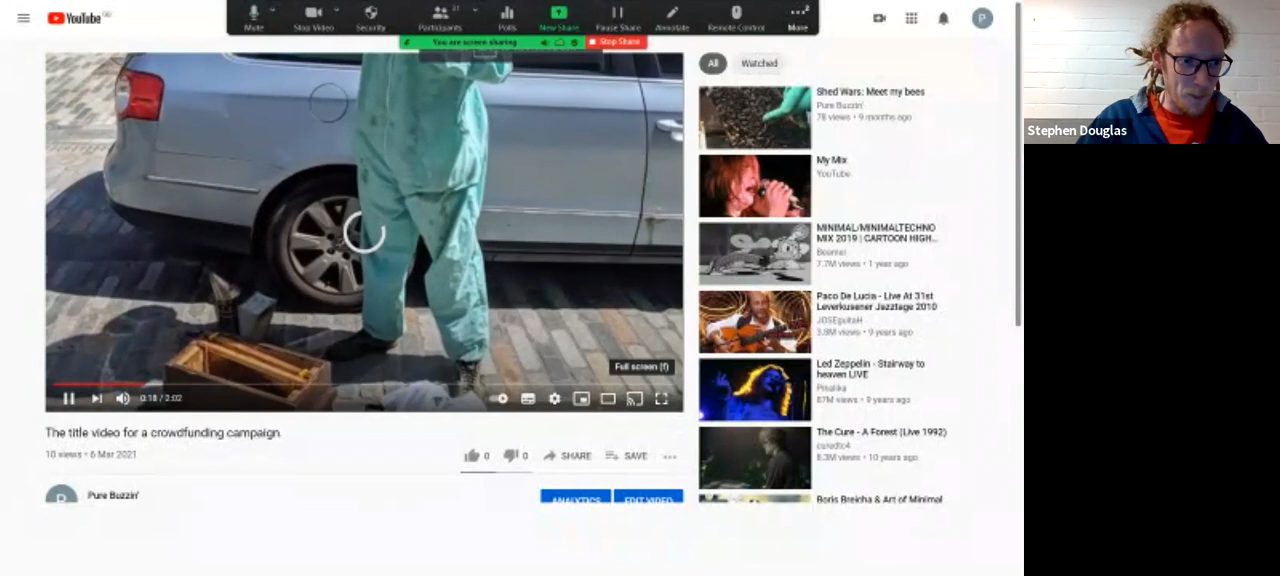 YouTube
Mute
Stop Video
Security
Participants
Polls
New Share
Pause Share
Annotate
Remote Control
More
You are screen sharing
Stop Share
P
Stephen Douglas
All
Watched
Shed Wars: Meet my bees
Pure Buzzin'
78 views • 9 months ago
My Mix
YouTube
MINIMAL/MINIMALTECHNO
MIX 2019 | CARTOON HIGH...
7.7M views • 1 year ago
Paco De Lucia - Live At 31st
Leverkusener Jazztage 2010
3.8M views • 9 years ago
Led Zeppelin - Stairway to
heaven LIVE
87M views • 9 years ago
The Cure - A Forest (Live 1992)
curedtc4
8.3M views • 10 years ago
Boris Brejcha & Art of Minimal
Full screen (f)
0:18 / 2:02
The title video for a crowdfunding campaign
10 views • 6 Mar 2021
0
0
SHARE
SAVE
P
Pure Buzzin'
ANALYTICS
EDIT VIDEO